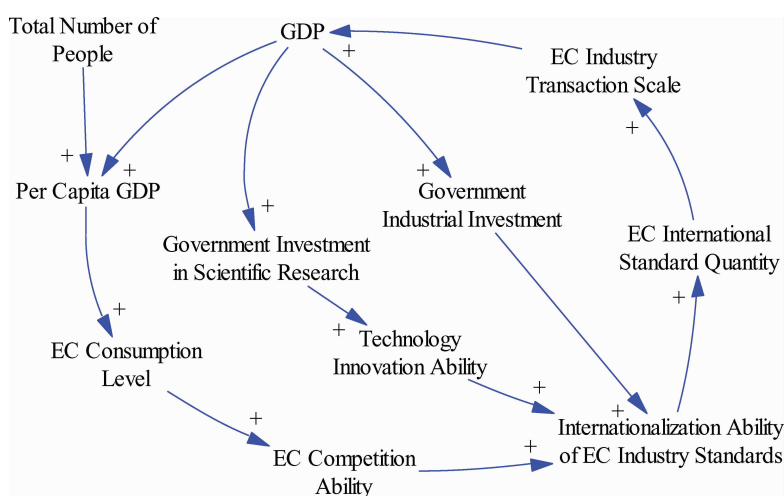 Total Number of
People
GDP
+
EC Industry
Transaction Scale
+
+
+
Per Capita GDP
+
Government
Industrial Investment
+
Government Investment
in Scientific Research
EC International
Standard Quantity
+
+
+
Technology
Innovation Ability
EC Consumption
Level
+
+
Internationalization Ability
of EC Industry Standards
+
+
EC Competition
Ability